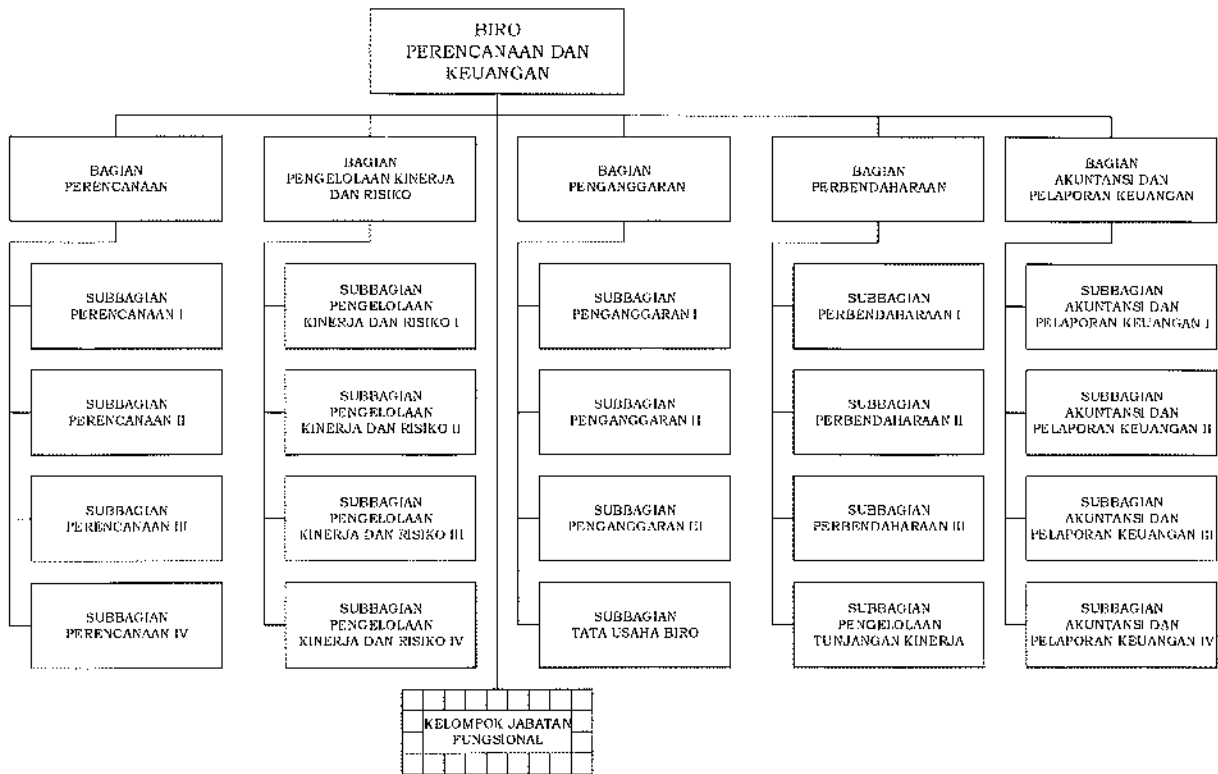 BIRO
PERENCANAAN DAN
KEUANGAN
BAGIAN
PERENCANAAN
BAGIAN
PENGELOLAAN KINERJA
DAN RISIKO
BAGIAN
PENGANGGARAN
BAGIAN
PERBENDAHARAAN
BAGIAN
AKUNTANSI DAN
PELAPORAN KEUANGAN
SUBBAGIAN
PERENCANAAN I
SUBBAGIAN
PENGELOLAAN
KINERJA DAN RISIKO I
SUBBAGIAN
PENGANGGARAN I
SUBBAGIAN
PERBENDAHARAAN I
SUBBAGIAN
AKUNTANSI DAN
PELAPORAN KEUANGAN I
SUBBAGIAN
PERENCANAAN II
SUBBAGIAN
PENGELOLAAN
KINERJA DAN RISIKO II
SUBBAGIAN
PENGANGGARAN II
SUBBAGIAN
PERBENDAHARAAN II
SUBBAGIAN
AKUNTANSI DAN
PELAPORAN KEUANGAN II
SUBBAGIAN
PERENCANAAN III
SUBBAGIAN
PENGELOLAAN
KINERJA DAN RISIKO III
SUBBAGIAN
PENGANGGARAN III
SUBBAGIAN
PERBENDAHARAAN III
SUBBAGIAN
AKUNTANSI DAN
PELAPORAN KEUANGAN III
SUBBAGIAN
PERENCANAAN IV
SUBBAGIAN
PENGELOLAAN
KINERJA DAN RISIKO IV
SUBBAGIAN
TATA USAHA BIRO
SUBBAGIAN
PENGELOLAAN
TUNJANGAN KINERJA
SUBBAGIAN
AKUNTANSI DAN
PELAPORAN KEUANGAN IV
KELOMPOK JABATAN
FUNGSIONAL